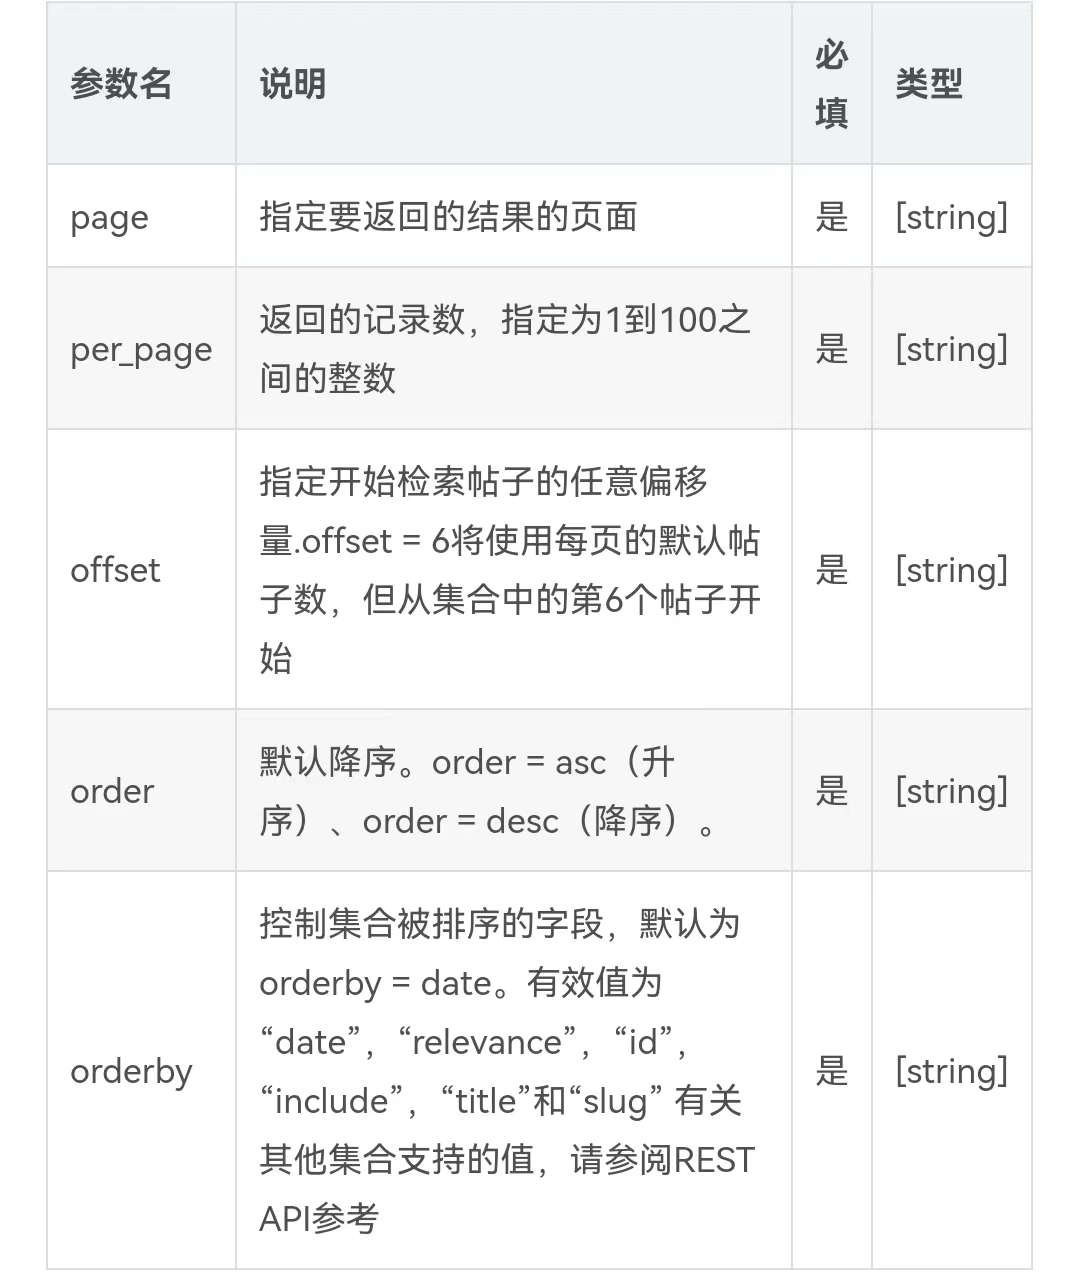 参数名 说明 必填 类型
page 指定要返回的结果的页面 是 [string]
per_page 返回的记录数，指定为1到100之
间的整数 是 [string]
offset 指定开始检索帖子的任意偏移
量.offset = 6将使用每页的默认帖
子数，但从集合中的第6个帖子开
始 是 [string]
order 默认降序。order = asc（升
序）、order = desc（降序）。 是 [string]
orderby 控制集合被排序的字段，默认为
orderby = date。有效值为
“date”，“relevance”，“id”，
“include”，“title”和“slug” 有关
其他集合支持的值，请参阅REST
API参考 是 [string]